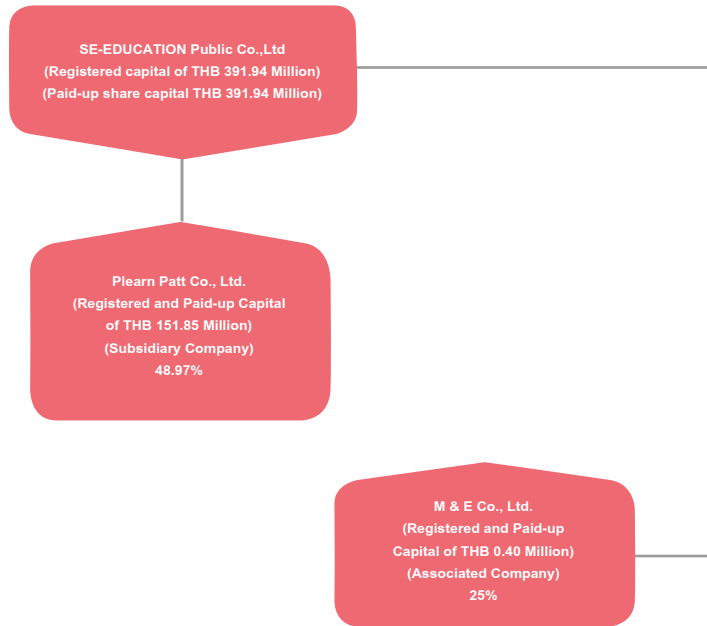 SE-EDUCATION Public Co.,Ltd
(Registered capital of THB 391.94 Million)
(Paid-up share capital THB 391.94 Million)
Plearn Patt Co., Ltd.
(Registered and Paid-up Capital
of THB 151.85 Million)
(Subsidiary Company)
48.97%
M & E Co., Ltd.
(Registered and Paid-up
Capital of THB 0.40 Million)
(Associated Company)
25%